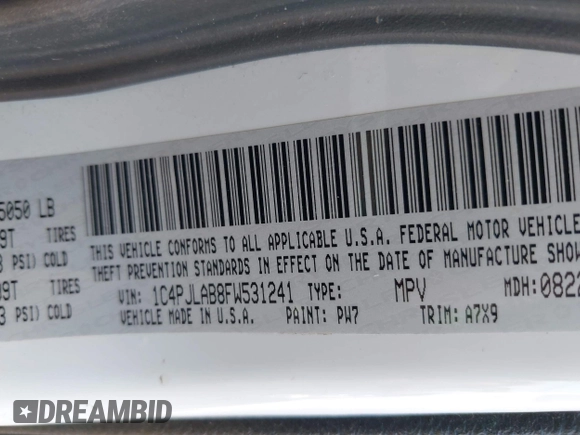 5050 LB
9T TIRES
PSI) COLD
09T TIRES
3 PSI) COLD
THIS VEHICLE CONFORMS TO ALL APPLICABLE U.S.A. FEDERAL MOTOR VEHICLE
THEFT PREVENTION STANDARDS IN EFFECT ON THE DATE OF MANUFACTURE SHOW
VIN: 1C4PJLAB8FW531241 TYPE: MPV MDH:0822
VEHICLE MADE IN U.S.A. PAINT: PW7 TRIM: A7X9
DREAMBID